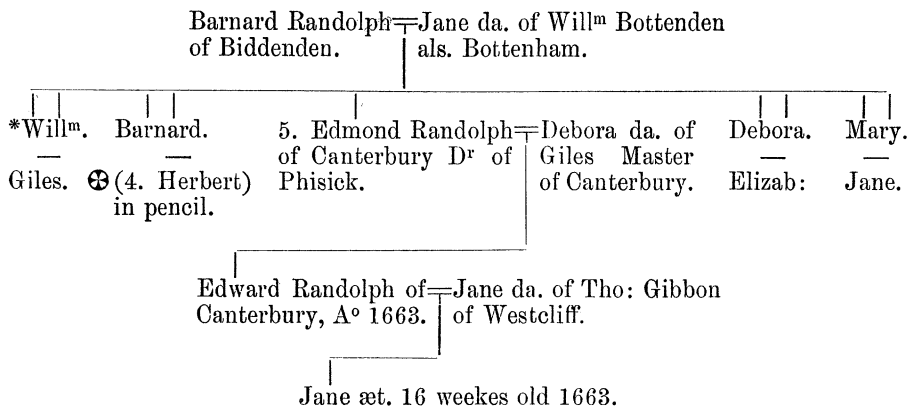 Barnard Randolph=Jane da. of Willᵐ Bottenden
of Biddenden. als. Bottenham.
*Willᵐ. Barnard. 5. Edmond Randolph=Debora da. of Debora. Mary.
— — of Canterbury Dʳ of Giles Master — —
Giles. ✠ (4. Herbert) Phisick. of Canterbury. Elizab: Jane.
in pencil.
Edward Randolph of=Jane da. of Tho: Gibbon
Canterbury, Aº 1663. of Westcliff.
Jane æt. 16 weekes old 1663.